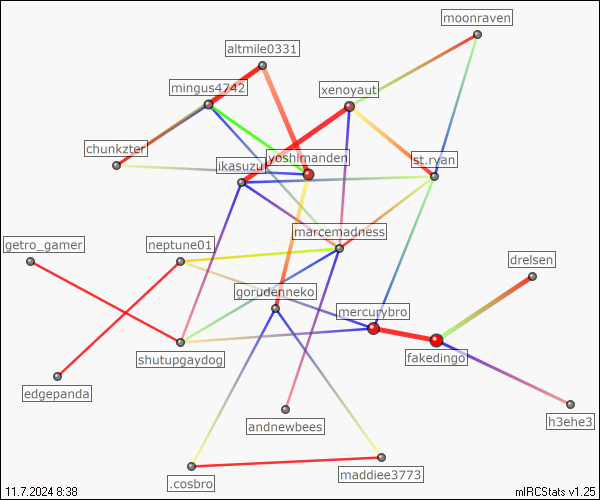 moonraven
altmile0331
mingus4742
xenoyaut
chunkzter
yoshimanden
st.ryan
ikasuzu
marcemadness
getro_gamer
neptune01
drelsen
gorudenneko
mercurybro
shutupgaydog
fakedingo
edgepanda
andnewbees
h3ehe3
.cosbro
maddiee3773
11.7.2024 8:38
mIRCStats v1.25